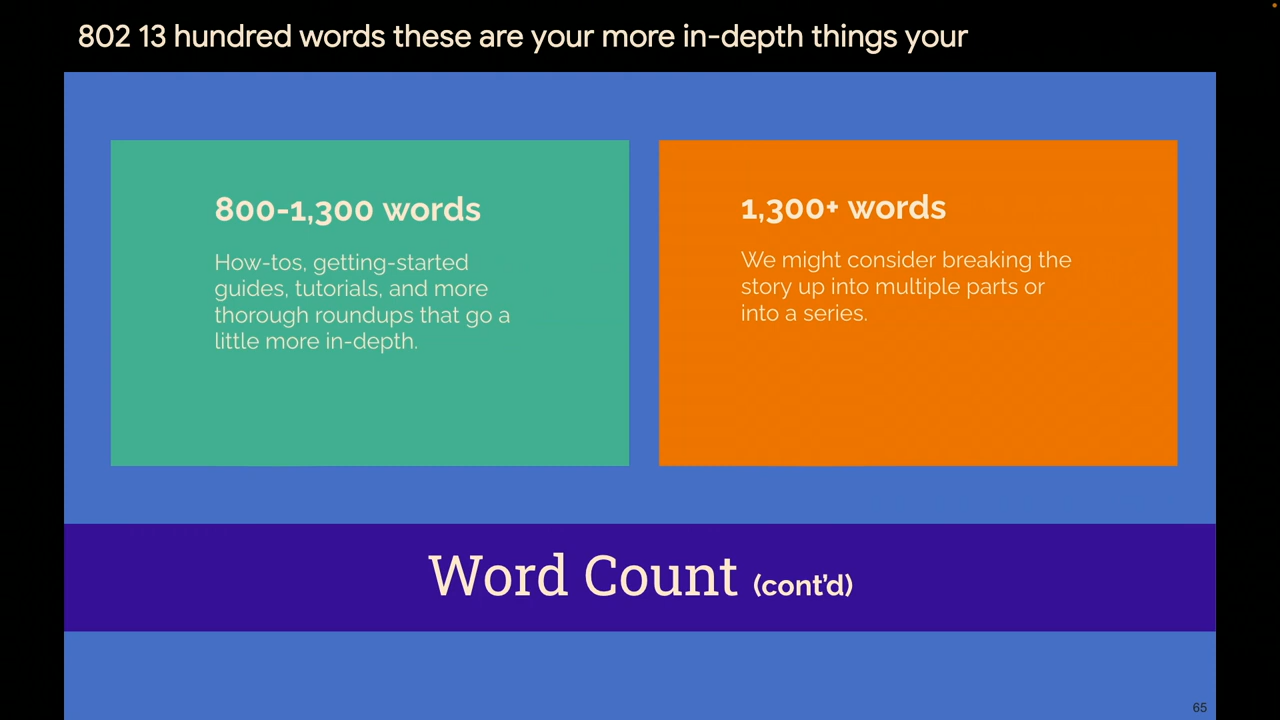 802 13 hundred words these are your more in-depth things your
800-1,300 words
How-tos, getting-started
guides, tutorials, and more
thorough roundups that go a
little more in-depth.
1,300+ words
We might consider breaking the
story up into multiple parts or
into a series.
Word Count (cont'd)
65